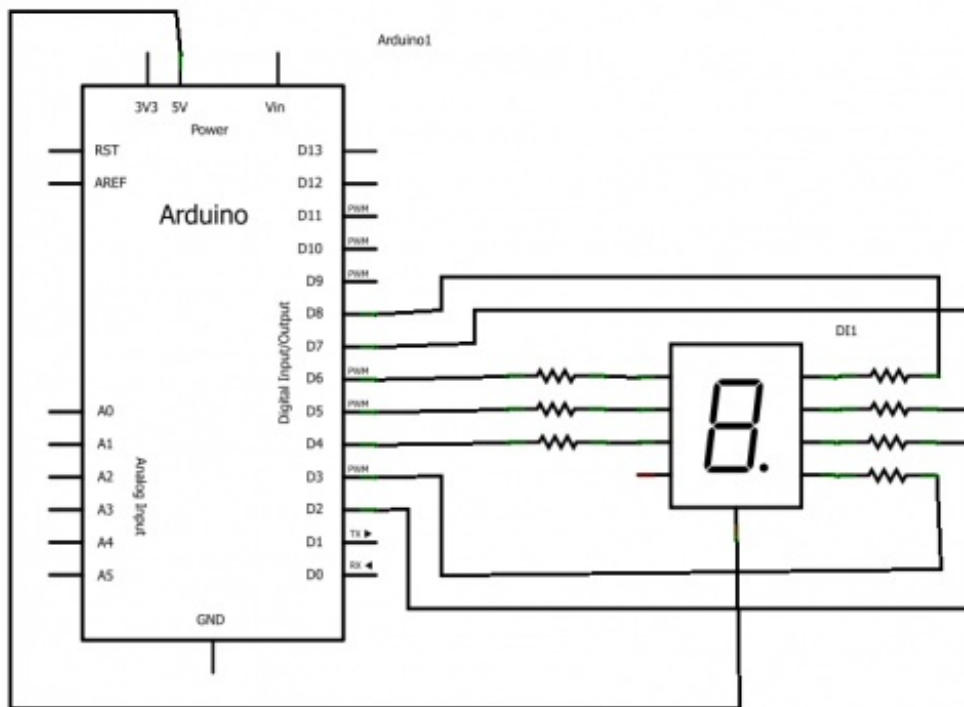 Arduino1
3V3 5V Vin
Power
RST D13
AREF D12
Arduino
D11 PWM
D10 PWM
D9 PWM
D8
D7
D6 PWM
D5 PWM
D4
D3 PWM
D2
D1 TX ▶
D0 RX ◀
Digital Input/Output
A0
A1
A2
A3
A4
A5
Analog Input
GND
DI1